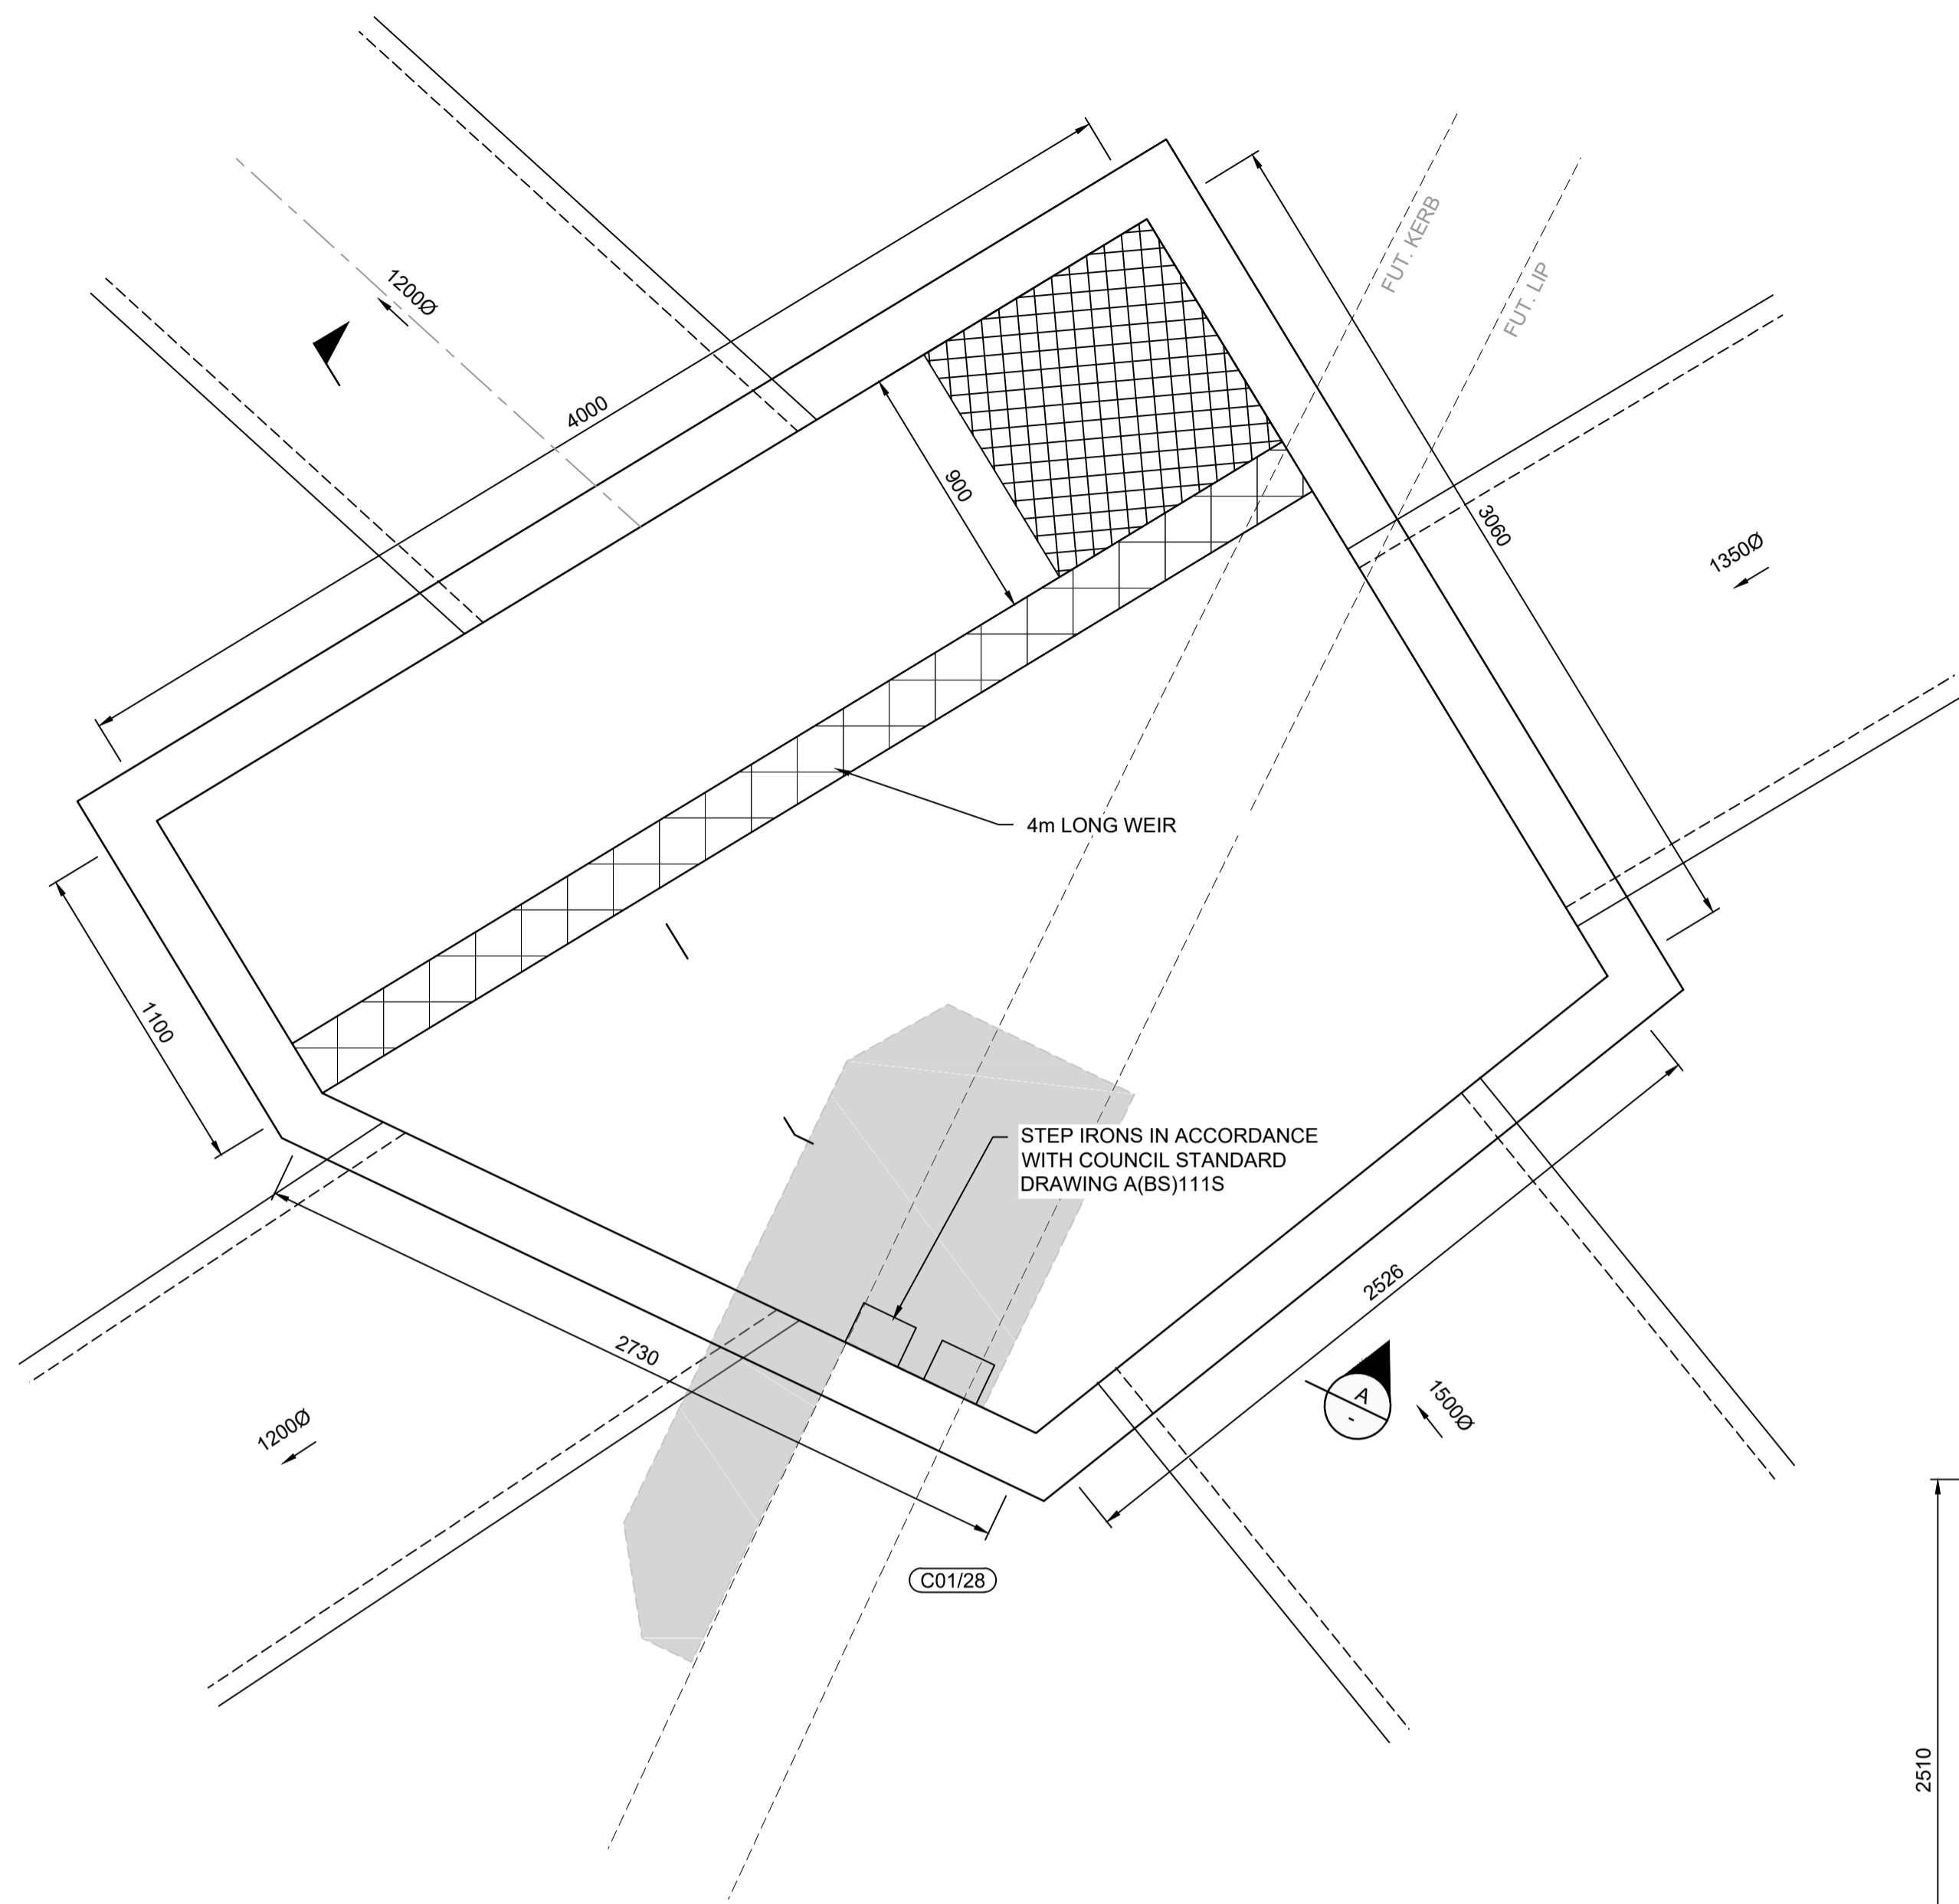 FUT. KERB
FUT. LIP
1200Ø
4000
900
3060
1350Ø
4m LONG WEIR
1100
STEP IRONS IN ACCORDANCE
WITH COUNCIL STANDARD
DRAWING A(BS)111S
2526
2730
A
-
1500Ø
1200Ø
C01/28
2510